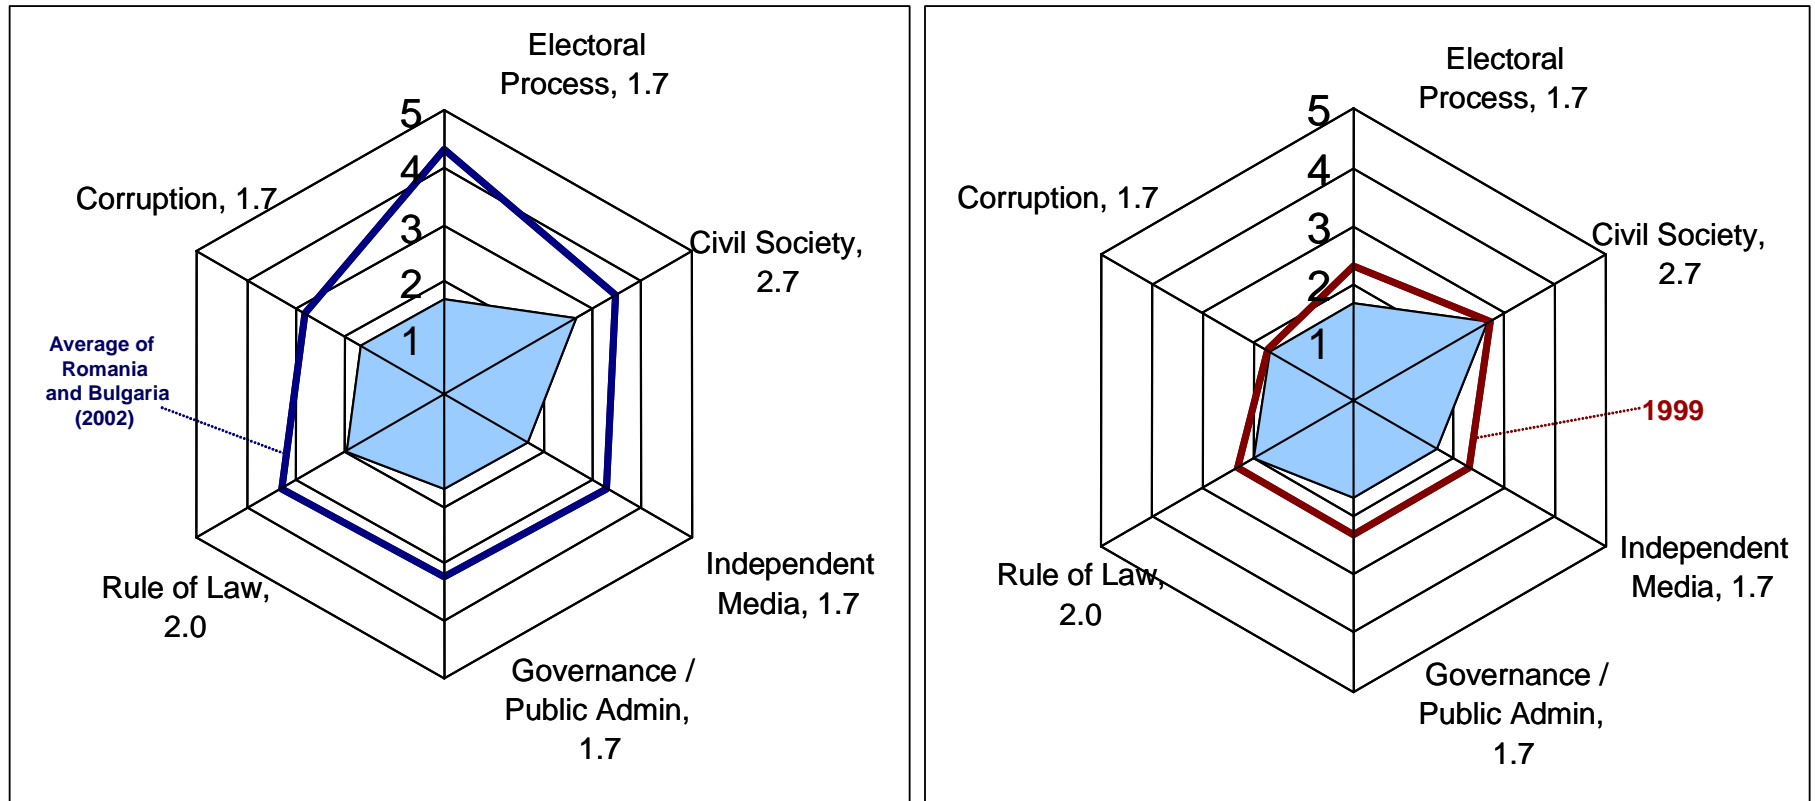 Electoral
Process, 1.7
5
4
3
2
1
Corruption, 1.7
Civil Society,
2.7
Average of
Romania
and Bulgaria
(2002)
Independent
Media, 1.7
Rule of Law,
2.0
Governance /
Public Admin,
1.7
Electoral
Process, 1.7
5
4
3
2
1
Corruption, 1.7
Civil Society,
2.7
1999
Independent
Media, 1.7
Rule of Law,
2.0
Governance /
Public Admin,
1.7